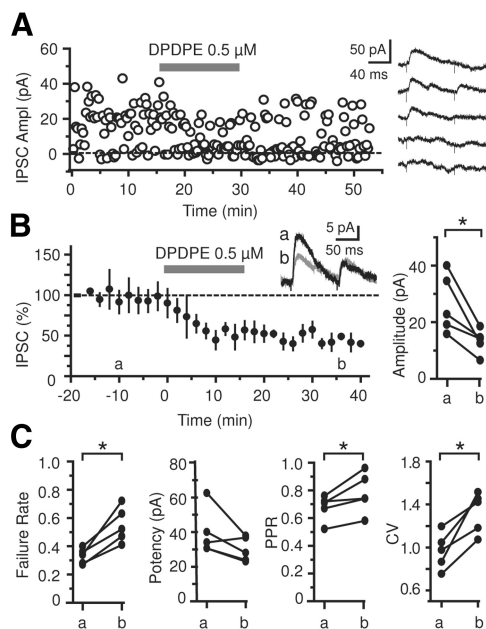 A
DPDPE 0.5 μM
50 pA
40 ms
IPSC Ampl (pA)
60
40
20
0
0 10 20 30 40 50
Time (min)
B
DPDPE 0.5 μM
a
b
5 pA
50 ms
*
IPSC (%)
150
100
50
0
a
b
-20 -10 0 10 20 30 40
Time (min)
Amplitude (pA)
40
20
0
a b
C
*
Failure Rate
1.0
0.8
0.6
0.4
0.2
0
a b
Potency (pA)
80
60
40
20
0
a b
*
PPR
1.0
0.8
0.6
0.4
0.2
0
a b
*
CV
1.8
1.4
1.0
0.6
a b